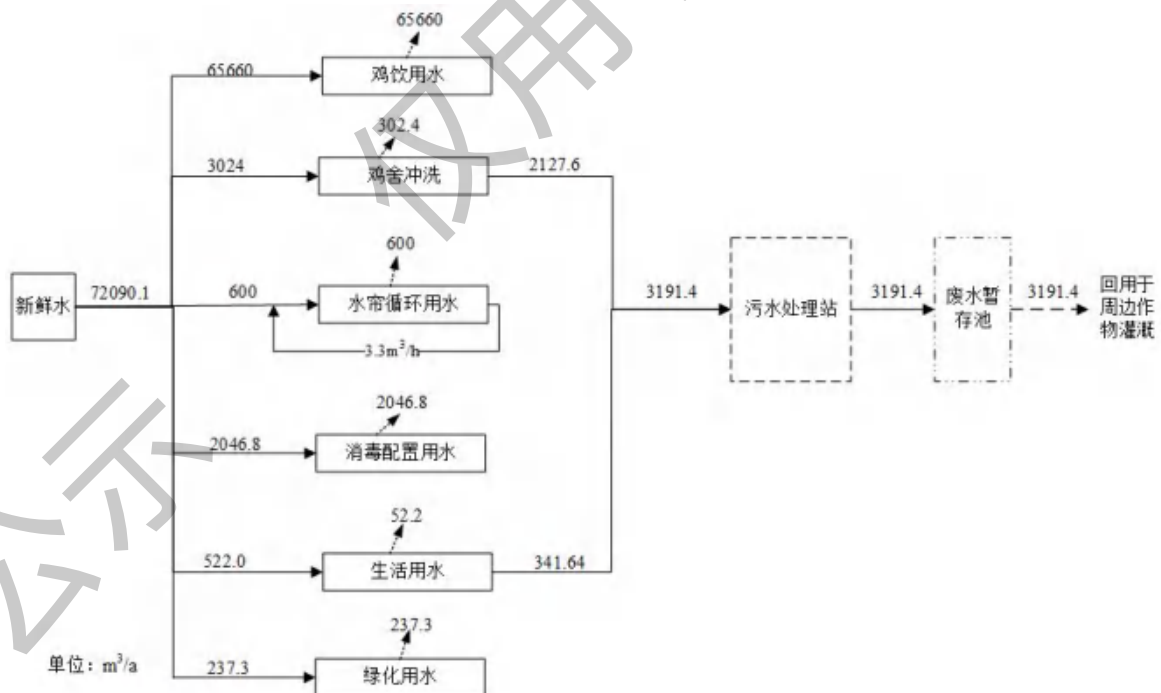 65660
65660
鸡饮用水
302.4
3024
鸡舍冲洗
2127.6
600
新鲜水
72090.1
600
水帘循环用水
3.3m³/h
3191.4
污水处理站
3191.4
废水暂
存池
3191.4
回用于
周边作
物灌溉
2046.8
2046.8
消毒配置用水
52.2
522.0
生活用水
341.64
237.3
单位：m³/a
237.3
绿化用水
仅用
公示